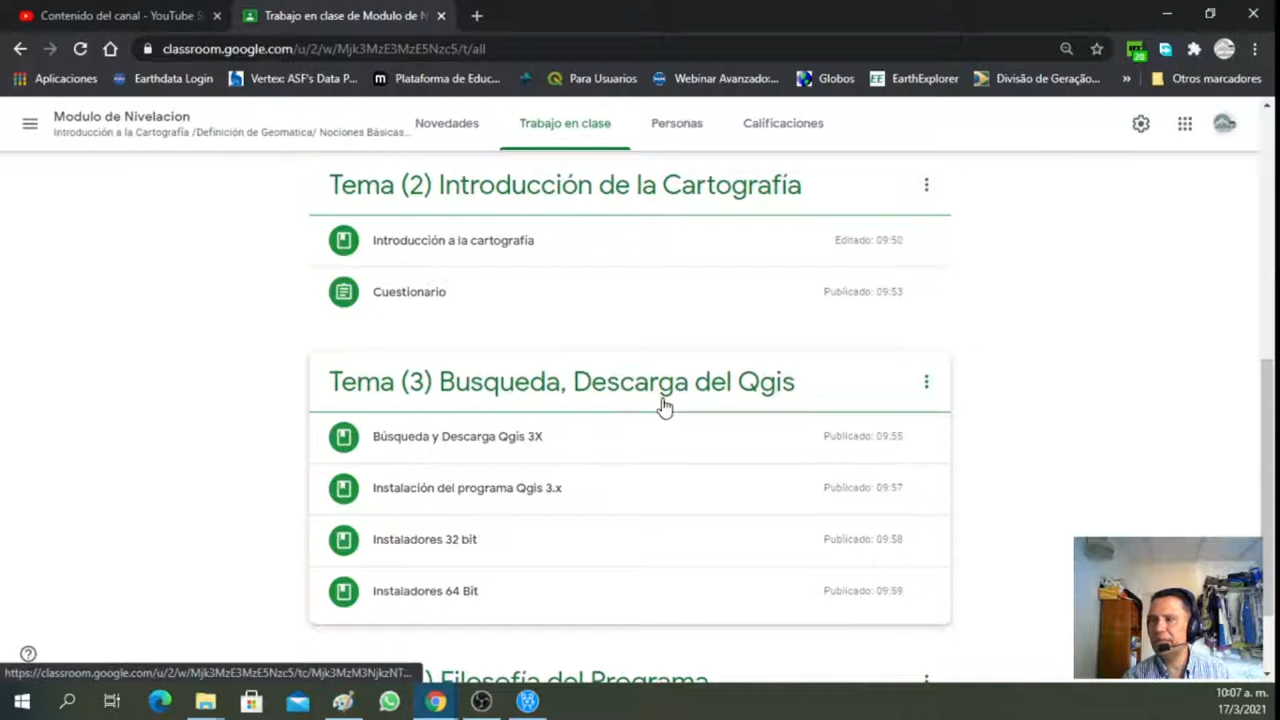 Contenido del canal - YouTube S
Trabajo en clase de Modulo de N
classroom.google.com/u/2/w/Mjk3MzE3MzE5Nzc5/t/all
20
Aplicaciones
Earthdata Login
Vertex: ASF's Data P...
Plataforma de Educ...
Para Usuarios
Webinar Avanzado:...
Globos
EarthExplorer
Divisão de Geração...
»
Otros marcadores
Modulo de Nivelacion
Introducción a la Cartografía /Definición de Geomatica/ Nociones Básicas...
Novedades
Trabajo en clase
Personas
Calificaciones
Tema (2) Introducción de la Cartografía
Introducción a la cartografía
Editado: 09:50
Cuestionario
Publicado: 09:53
Tema (3) Busqueda, Descarga del Qgis
Búsqueda y Descarga Qgis 3X
Publicado: 09:55
Instalación del programa Qgis 3.x
Publicado: 09:57
Instaladores 32 bit
Publicado: 09:58
Instaladores 64 Bit
Publicado: 09:59
) Filosofía del Programa
https://classroom.google.com/u/2/w/Mjk3MzE3MzE5Nzc5/tc/Mjk3MzM3NjkzNT...
10:07 a. m.
17/3/2021